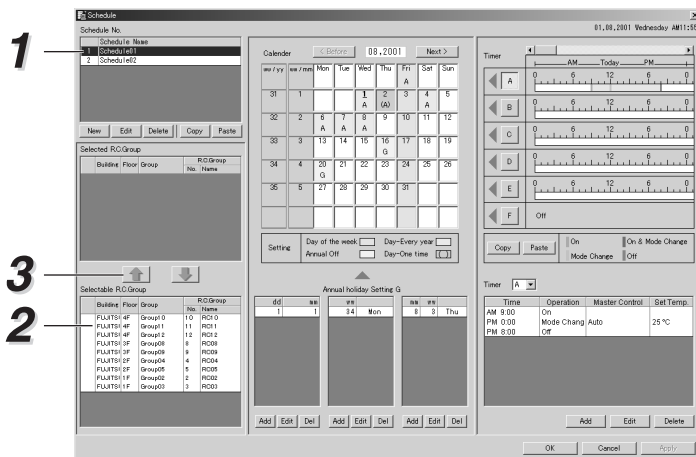 Schedule
Schedule No.
01,08,2001 Wednesday AM11:55
1
Schedule Name
1 Schedule01
2 Schedule02
New Edit Delete Copy Paste
Selected R.C.Group
Building Floor Group R.C.Group
No. Name
3
Selectable R.C.Group
2
Building Floor Group R.C.Group
No. Name
FUJITS 4F Group10 10 RC10
FUJITS 4F Group11 11 RC11
FUJITS 4F Group12 12 RC12
FUJITS 3F Group08 8 RC08
FUJITS 3F Group09 9 RC09
FUJITS 2F Group04 4 RC04
FUJITS 2F Group05 5 RC05
FUJITS 1F Group02 2 RC02
FUJITS 1F Group03 3 RC03
Calender < Before 08,2001 Next >
ww/yy ww/mm Mon Tue Wed Thu Fri Sat Sun
A
31 1 1 2 3 4 5
A (A) A
32 2 6 7 8 9 10 11 12
A A A
33 3 13 14 15 16 17 18 19
G
34 4 20 21 22 23 24 25 26
G
35 5 27 28 29 30 31
Setting Day of the week Day-Every year
Annual Off Day-One time ( )
Annual holiday Setting G
dd mm
1 1
ww
34 Mon
mm ww
8 3 Thu
Add Edit Del Add Edit Del Add Edit Del
Timer
AM Today PM
0 6 12 6 0
A
0 6 12 6 0
B
0 6 12 6 0
C
0 6 12 6 0
D
0 6 12 6 0
E
F Off
Copy Paste On On & Mode Change
Mode Change Off
Timer A
Time Operation Master Control Set Temp.
AM 9:00 On
PM 0:00 Mode Chang Auto 25 °C
PM 8:00 Off
Add Edit Delete
OK Cancel Apply